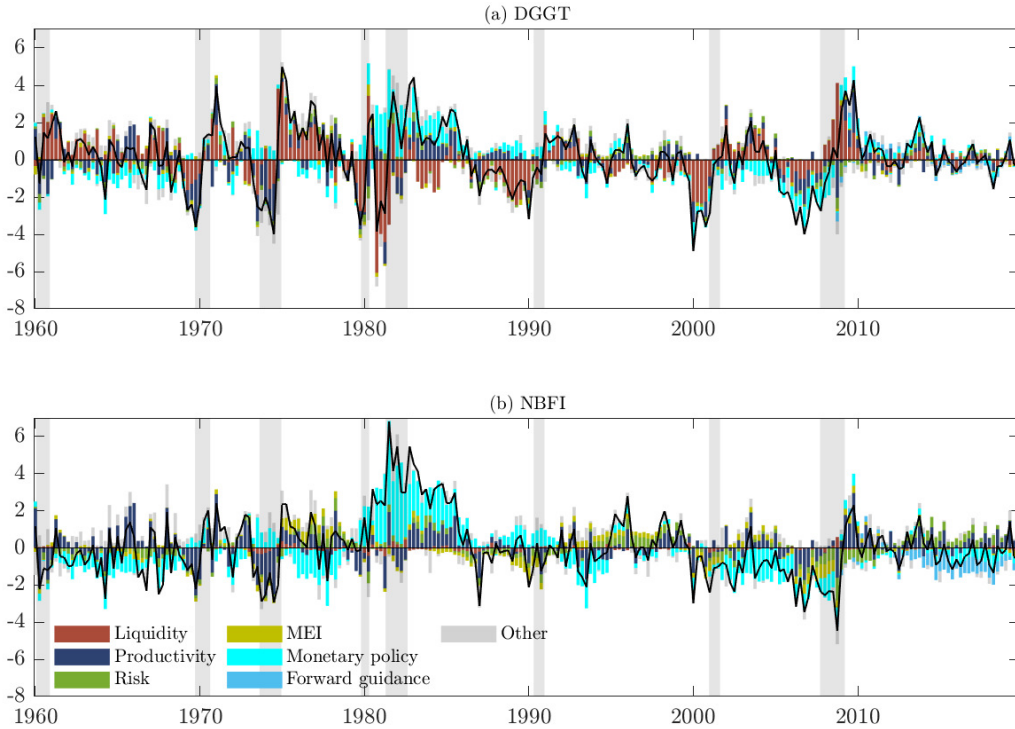 (a) DGGT
6
4
2
0
-2
-4
-6
-8
1960 1970 1980 1990 2000 2010
(b) NBFI
6
4
2
0
-2
-4
-6
-8
Liquidity MEI Other
Productivity Monetary policy
Risk Forward guidance
1960 1970 1980 1990 2000 2010